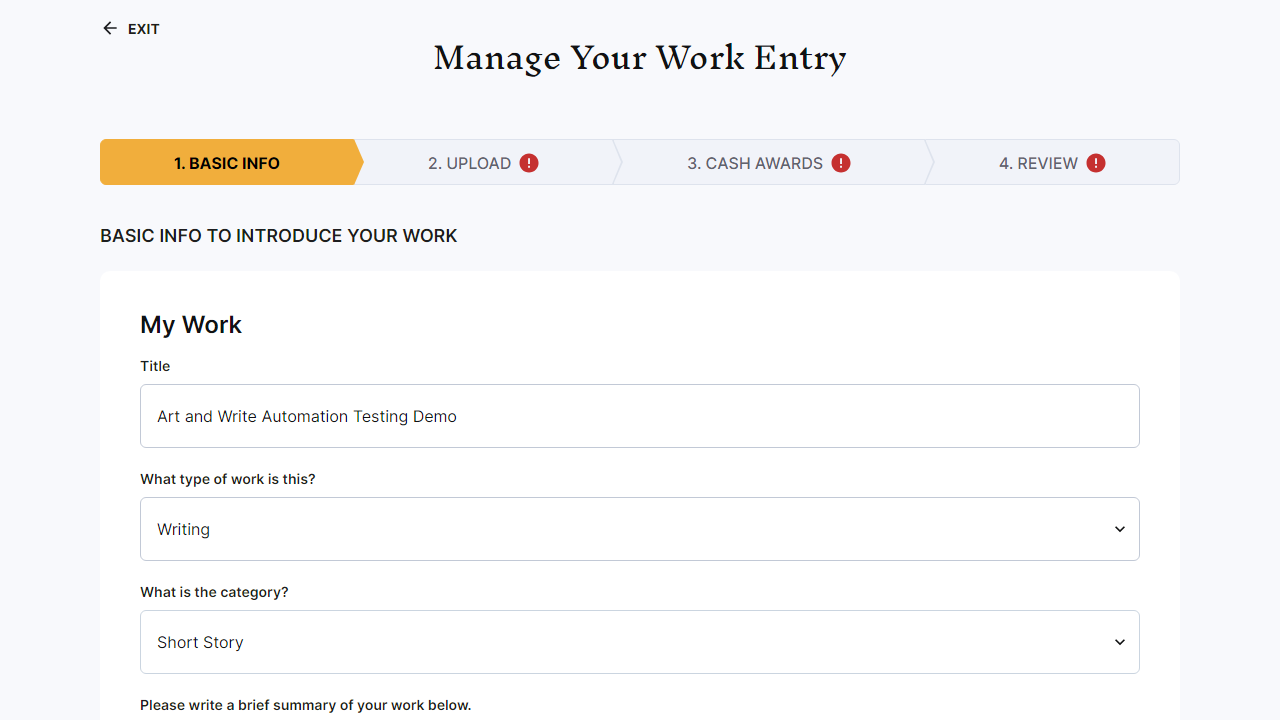 EXIT
Manage Your Work Entry
1. BASIC INFO
2. UPLOAD
3. CASH AWARDS
4. REVIEW
BASIC INFO TO INTRODUCE YOUR WORK
My Work
Title
Art and Write Automation Testing Demo
What type of work is this?
Writing
What is the category?
Short Story
Please write a brief summary of your work below.